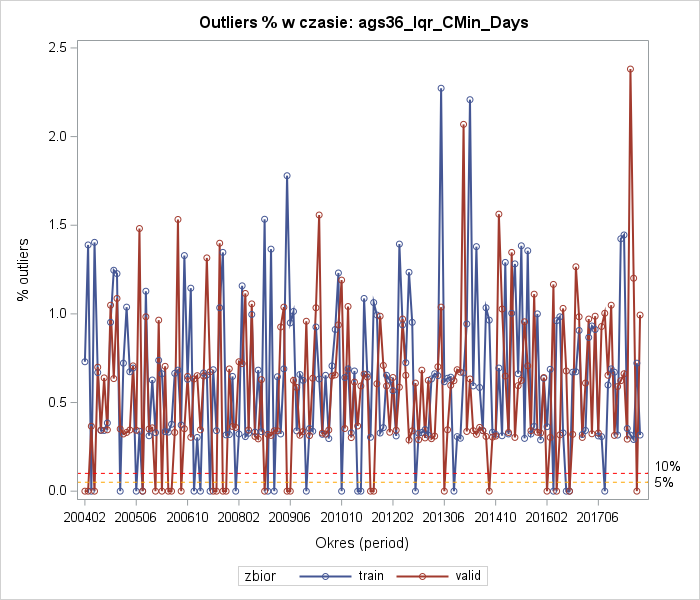 Outliers % w czasie: ags36_Iqr_CMin_Days
% outliers
2.5
2.0
1.5
1.0
0.5
0.0
10%
5%
200402 200506 200610 200802 200906 201010 201202 201306 201410 201602 201706
Okres (period)
zbior train valid